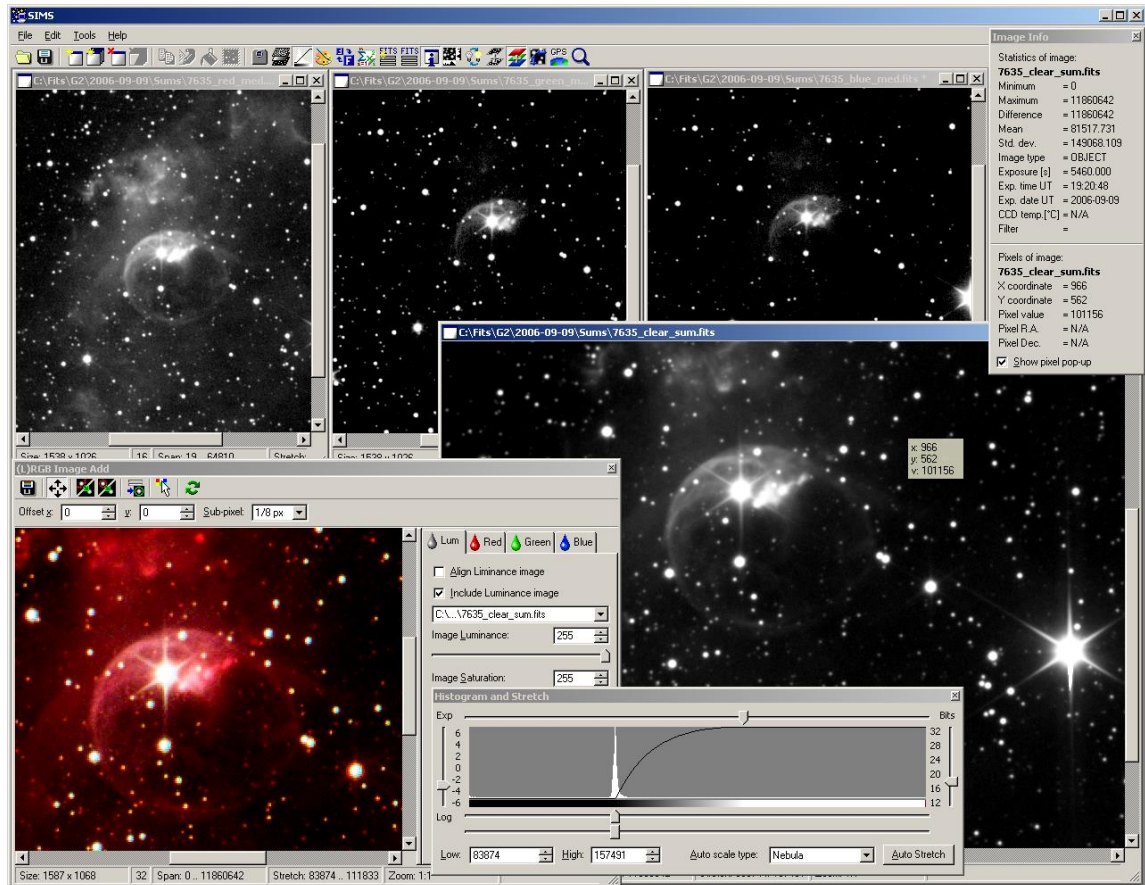 SIMS
File Edit Tools Help
C:\Fits\G2\2006-09-09\Sums\7635_red_med...
C:\Fits\G2\2006-09-09\Sums\7635_green_m...
C:\Fits\G2\2006-09-09\Sums\7635_blue_med.fits *
Image Info
Statistics of image:
7635_clear_sum.fits
Minimum = 0
Maximum = 11860642
Difference = 11860642
Mean = 81517.731
Std. dev. = 149068.109
Image type = OBJECT
Exposure [s] = 5460.000
Exp. time UT = 19:20:48
Exp. date UT = 2006-09-09
CCD temp.[°C] = N/A
Filter =
Pixels of image:
7635_clear_sum.fits
X coordinate = 966
Y coordinate = 562
Pixel value = 101156
Pixel R.A. = N/A
Pixel Dec. = N/A
Show pixel pop-up
C:\Fits\G2\2006-09-09\Sums\7635_clear_sum.fits
x: 966
y: 562
v: 101156
Size: 1538 x 1026 16 Span: 19 .. 64810 Stretch:
Size: 1538 x 1026
(L)RGB Image Add
Offset x: 0 y: 0 Sub-pixel: 1/8 px
Lum Red Green Blue
Align Liminance image
Include Luminance image
C:\...\7635_clear_sum.fits
Image Luminance: 255
Image Saturation: 255
Size: 1587 x 1068 32 Span: 0 .. 11860642 Stretch: 83874 .. 111833 Zoom: 1:1
Histogram and Stretch
Exp Bits
6 32
4 28
2 24
0 20
-2 16
-4 12
-6
Log
Low: 83874 High: 157491 Auto scale type: Nebula Auto Stretch